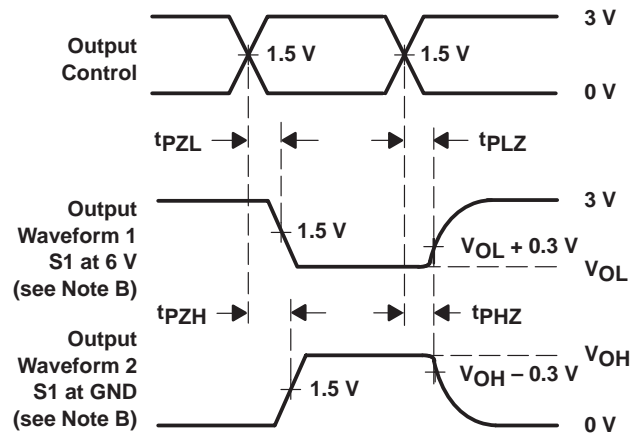 Output
Control
3 V
1.5 V
1.5 V
0 V
tPZL
tPLZ
Output
Waveform 1
S1 at 6 V
(see Note B)
3 V
1.5 V
VOL + 0.3 V
VOL
tPZH
tPHZ
Output
Waveform 2
S1 at GND
(see Note B)
VOH
VOH – 0.3 V
1.5 V
0 V